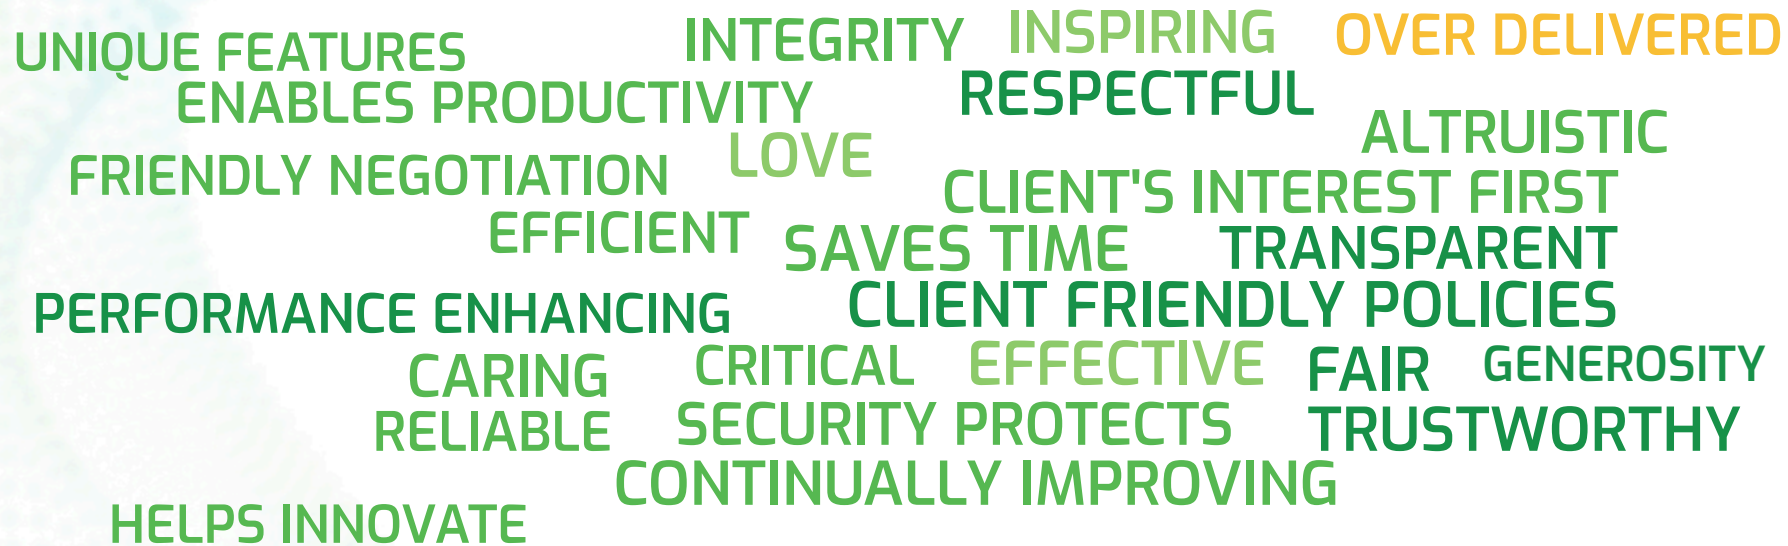 UNIQUE FEATURES
INTEGRITY
INSPIRING
OVER DELIVERED
ENABLES PRODUCTIVITY
RESPECTFUL
ALTRUISTIC
FRIENDLY NEGOTIATION
LOVE
CLIENT'S INTEREST FIRST
EFFICIENT
SAVES TIME
TRANSPARENT
PERFORMANCE ENHANCING
CLIENT FRIENDLY POLICIES
CARING
CRITICAL
EFFECTIVE
FAIR
GENEROSITY
RELIABLE
SECURITY PROTECTS
TRUSTWORTHY
CONTINUALLY IMPROVING
HELPS INNOVATE